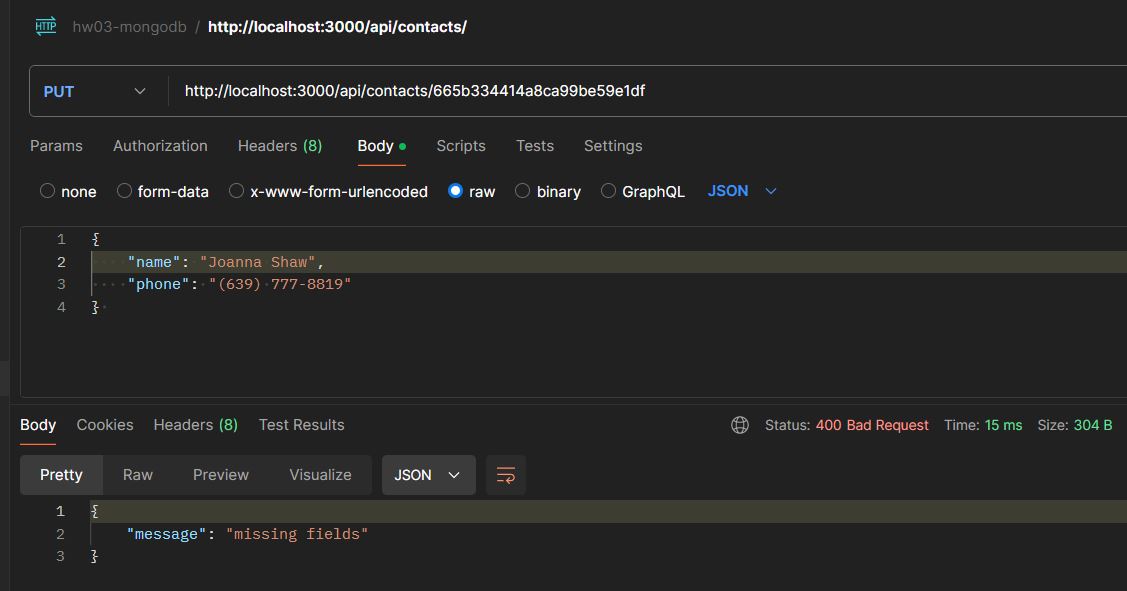 HTTP hw03-mongodb / http://localhost:3000/api/contacts/
PUT http://localhost:3000/api/contacts/665b334414a8ca99be59e1df
Params Authorization Headers (8) Body Scripts Tests Settings
none form-data x-www-form-urlencoded raw binary GraphQL JSON
1 {
2 "name": "Joanna Shaw",
3 "phone": "(639) 777-8819"
4 }
Body Cookies Headers (8) Test Results Status: 400 Bad Request Time: 15 ms Size: 304 B
Pretty Raw Preview Visualize JSON
1 {
2 "message": "missing fields"
3 }